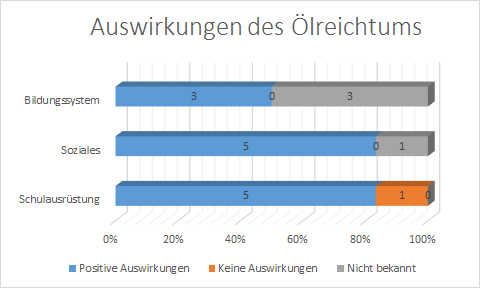 Auswirkungen des Ölreichtums
Bildungssystem 3 0 3
Soziales 5 0 1
Schulausrüstung 5 1 0
0% 20% 40% 60% 80% 100%
Positive Auswirkungen Keine Auswirkungen Nicht bekannt